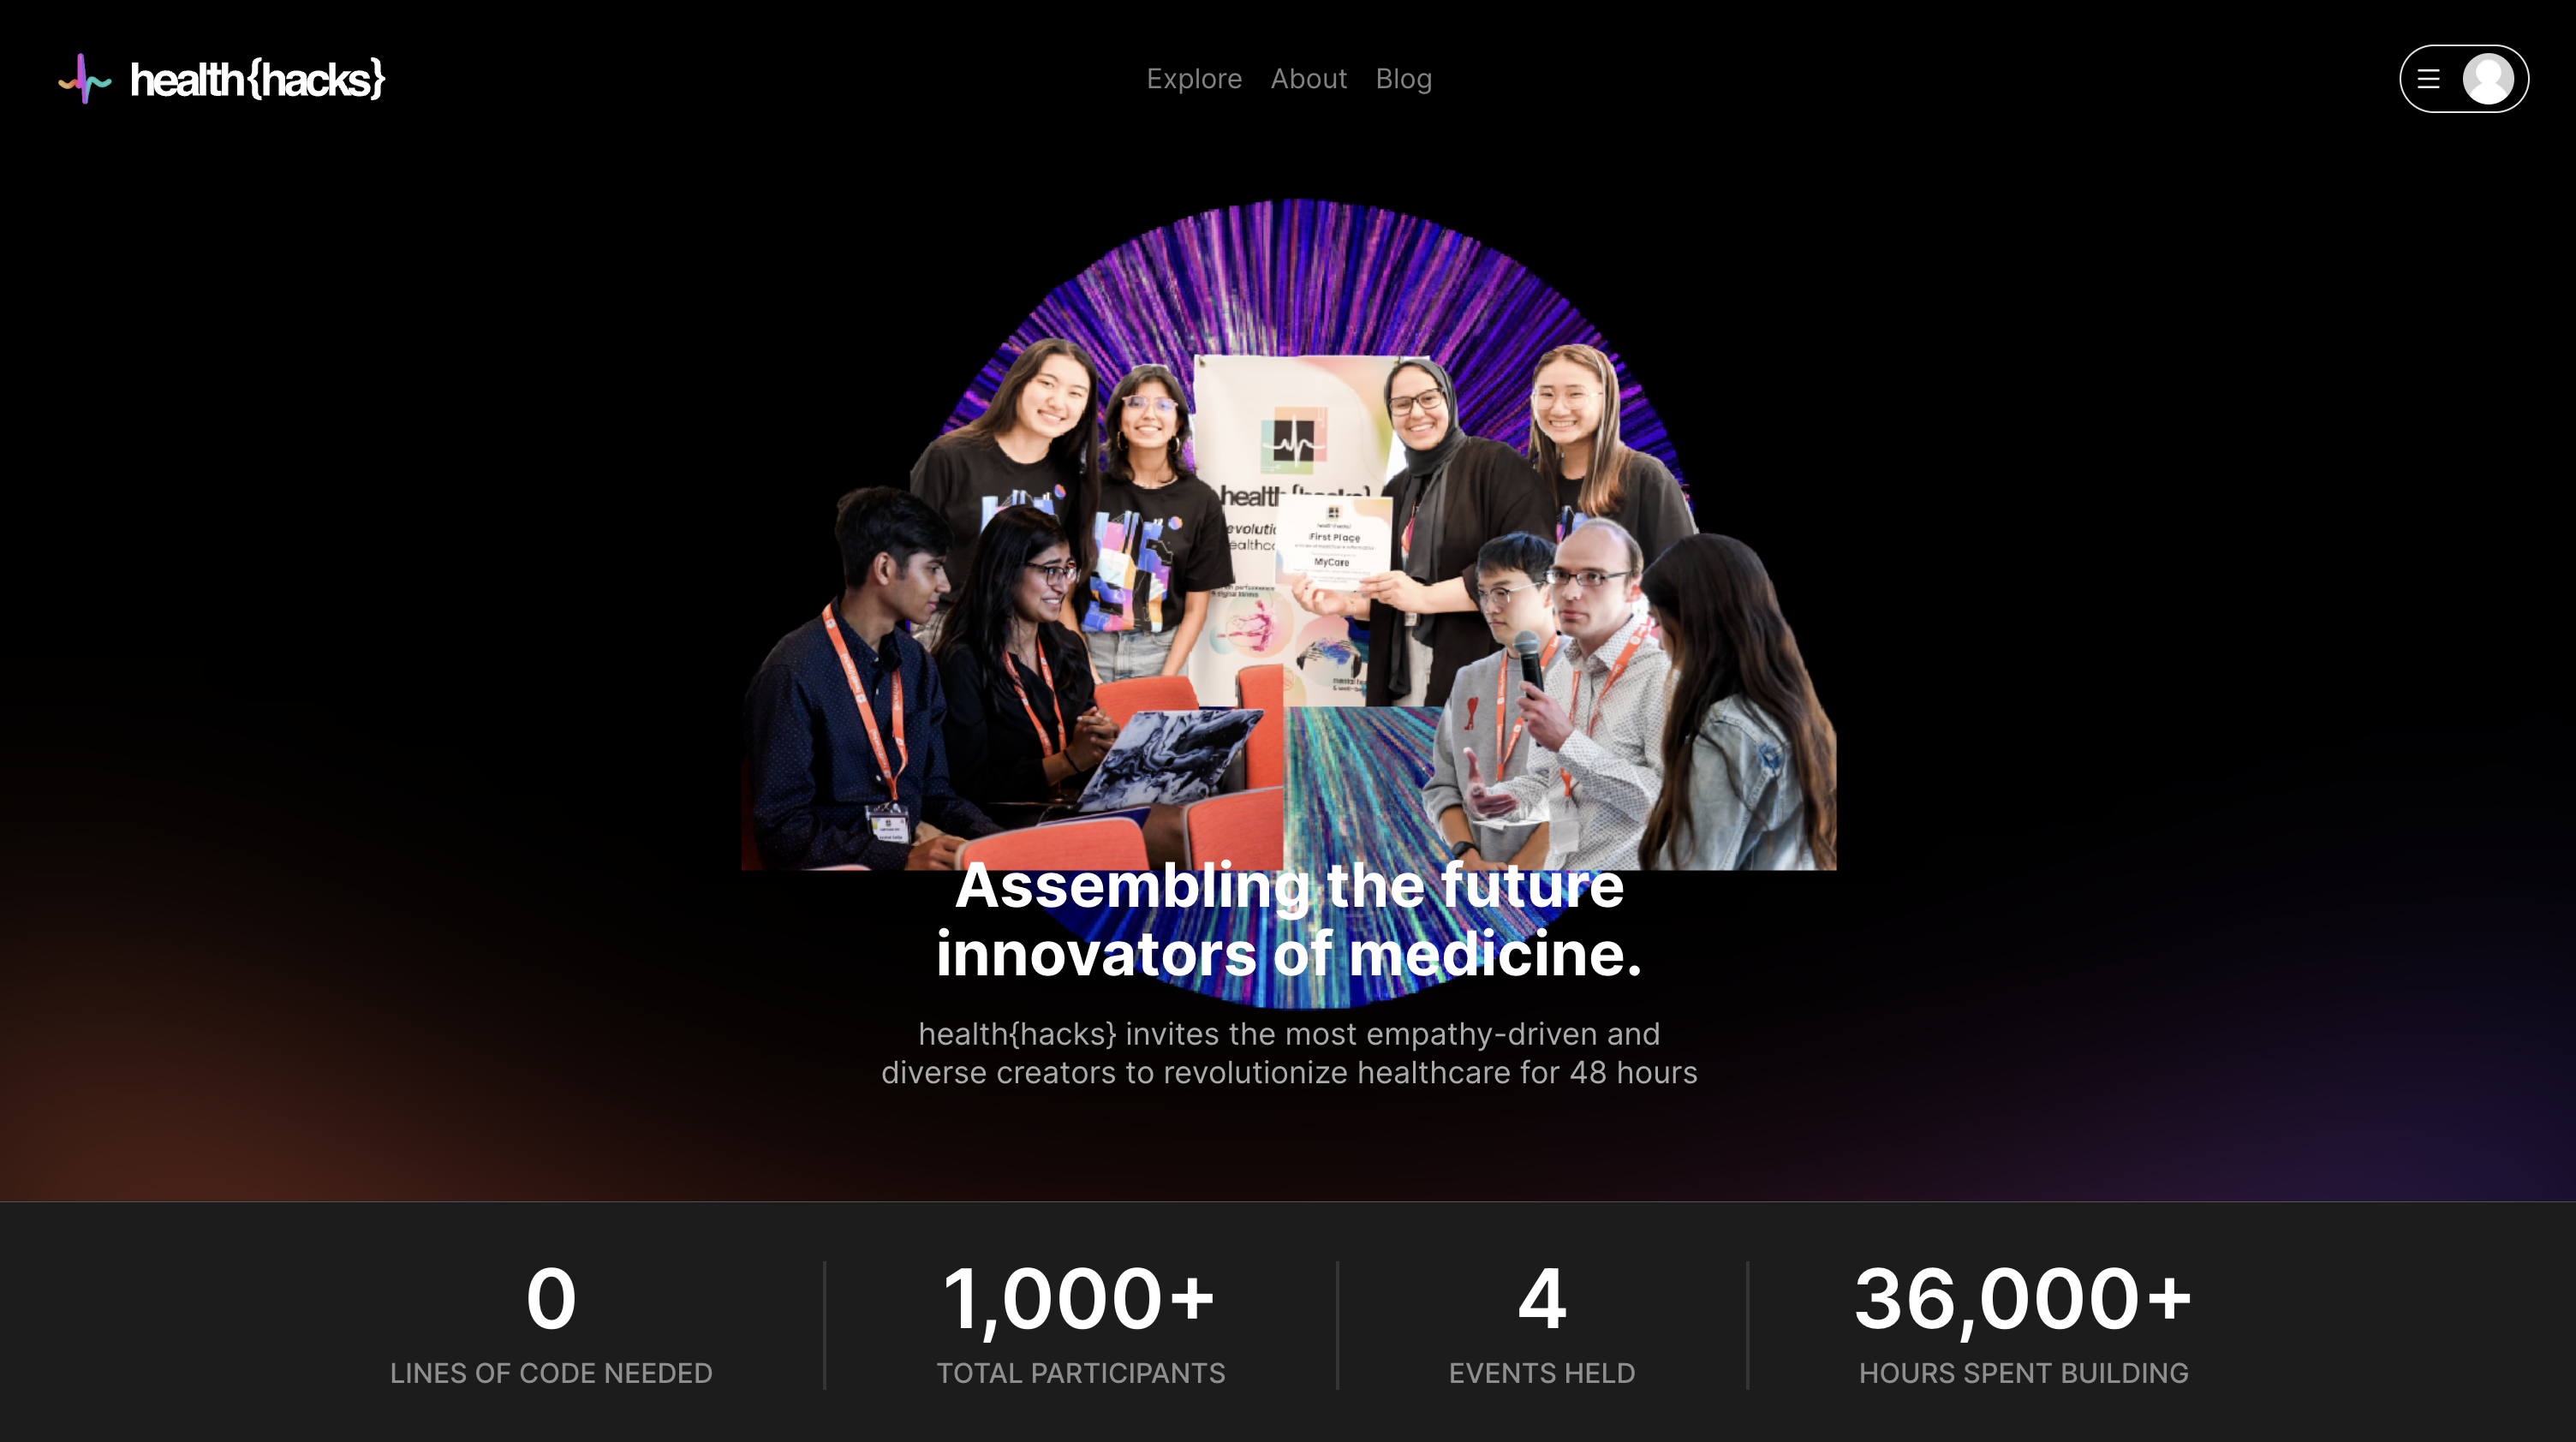 health{hacks}
Explore About Blog
health
First Place
MyCare
Assembling the future
innovators of medicine.
health{hacks} invites the most empathy-driven and
diverse creators to revolutionize healthcare for 48 hours
0
LINES OF CODE NEEDED
1,000+
TOTAL PARTICIPANTS
4
EVENTS HELD
36,000+
HOURS SPENT BUILDING